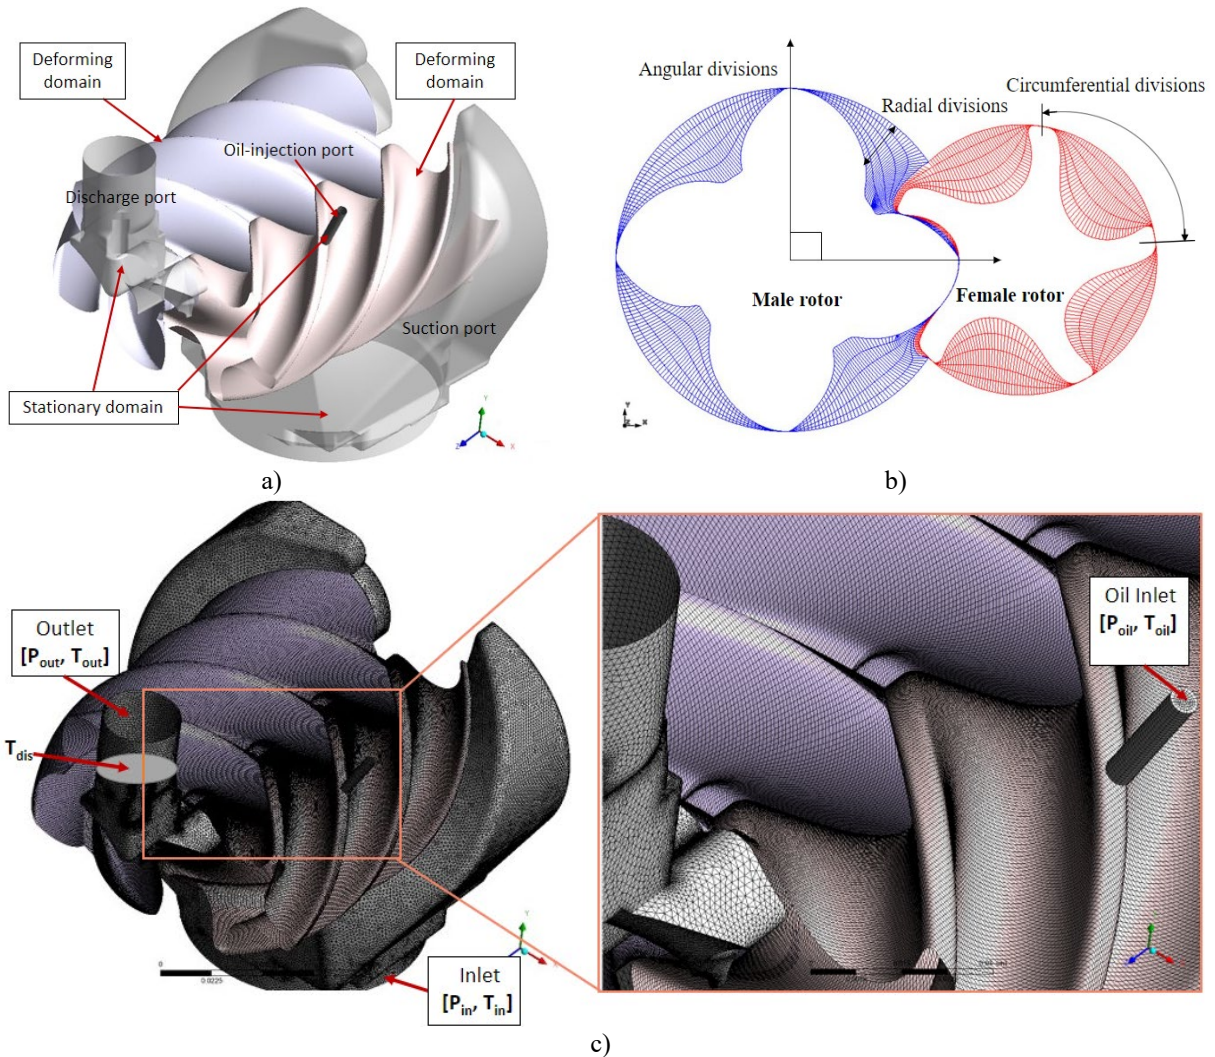 Deforming
domain
Deforming
domain
Oil-injection port
Discharge port
Suction port
Stationary domain
Y
Z
X
a)
Angular divisions
Circumferential divisions
Radial divisions
Male rotor
Female rotor
Y
Z
X
b)
Outlet
[Pout, Tout]
Tdis
Inlet
[Pin, Tin]
0
0.0225
Y
X
Oil Inlet
[Poil, Toil]
c)